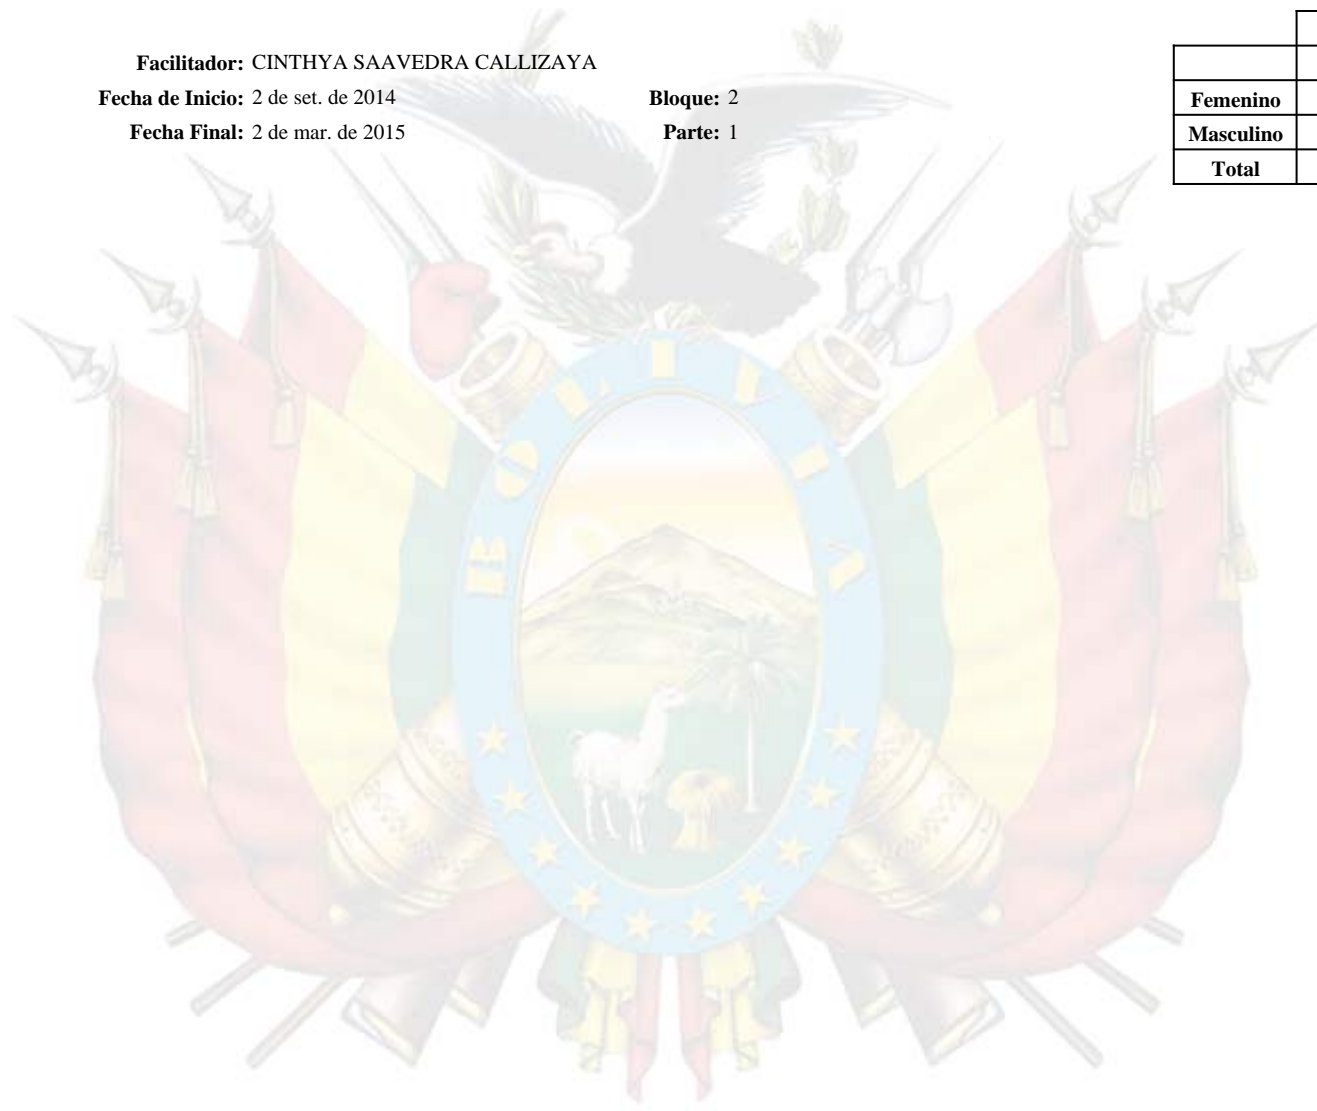 Facilitador: CINTHYA SAAVEDRA CALLIZAYA
Fecha de Inicio: 2 de set. de 2014 Bloque: 2
Fecha Final: 2 de mar. de 2015 Parte: 1
Femenino
Masculino
Total
BOLIVIA